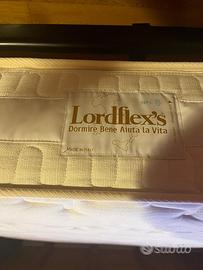 Lordflex's
Dormire Bene Aiuta la Vita
MADE IN ITALY
subito